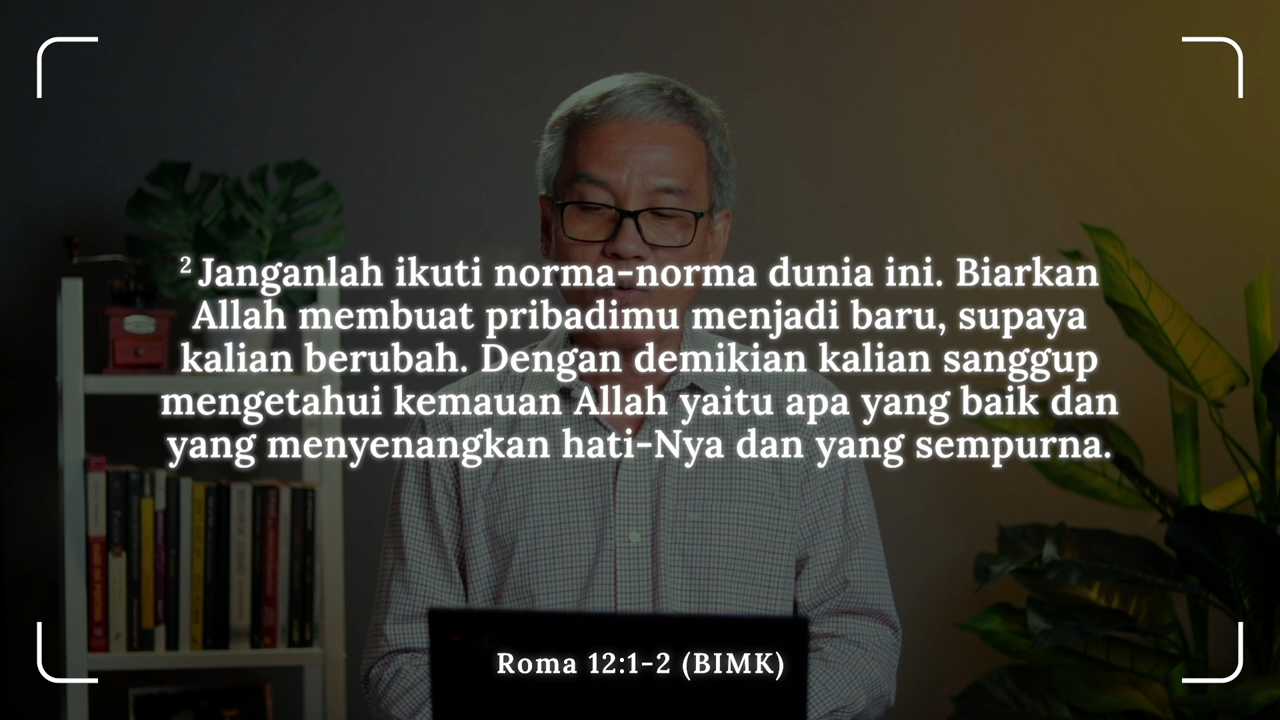 ² Janganlah ikuti norma-norma dunia ini. Biarkan
Allah membuat pribadimu menjadi baru, supaya
kalian berubah. Dengan demikian kalian sanggup
mengetahui kemauan Allah yaitu apa yang baik dan
yang menyenangkan hati-Nya dan yang sempurna.
Roma 12:1-2 (BIMK)